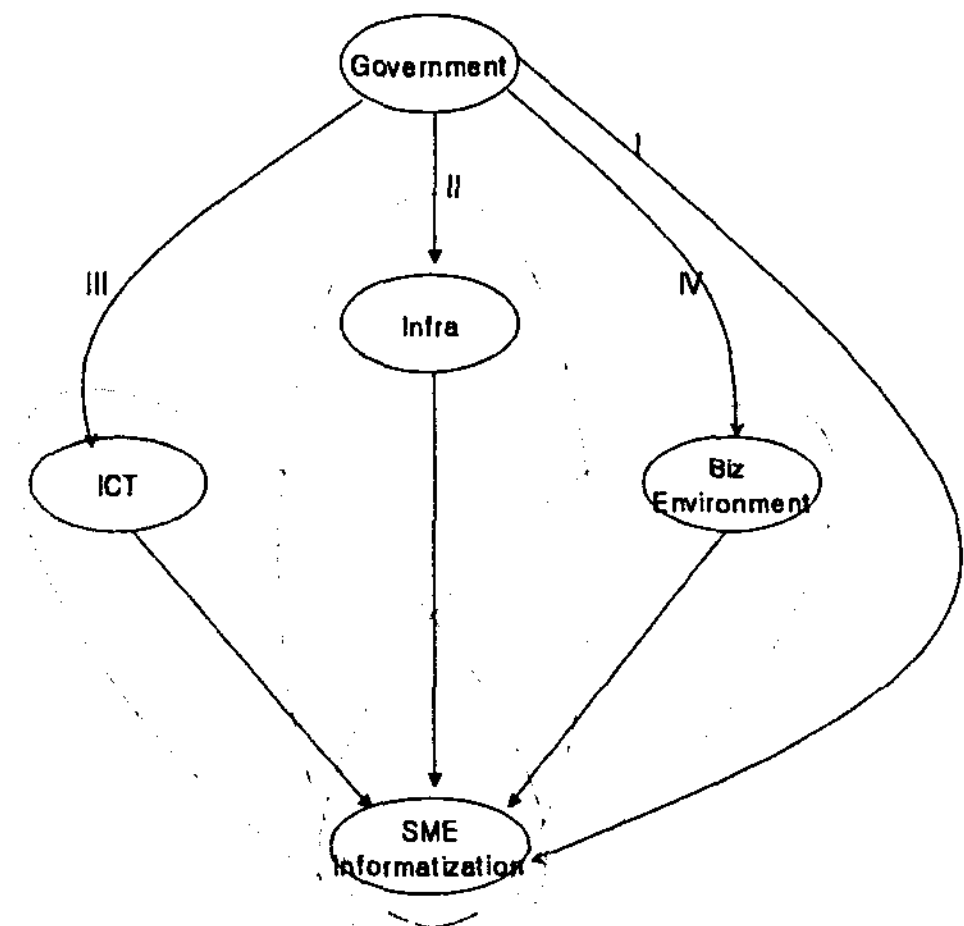 Government
I
II
III
IV
Infra
ICT
Biz
Environment
SME
Informatization